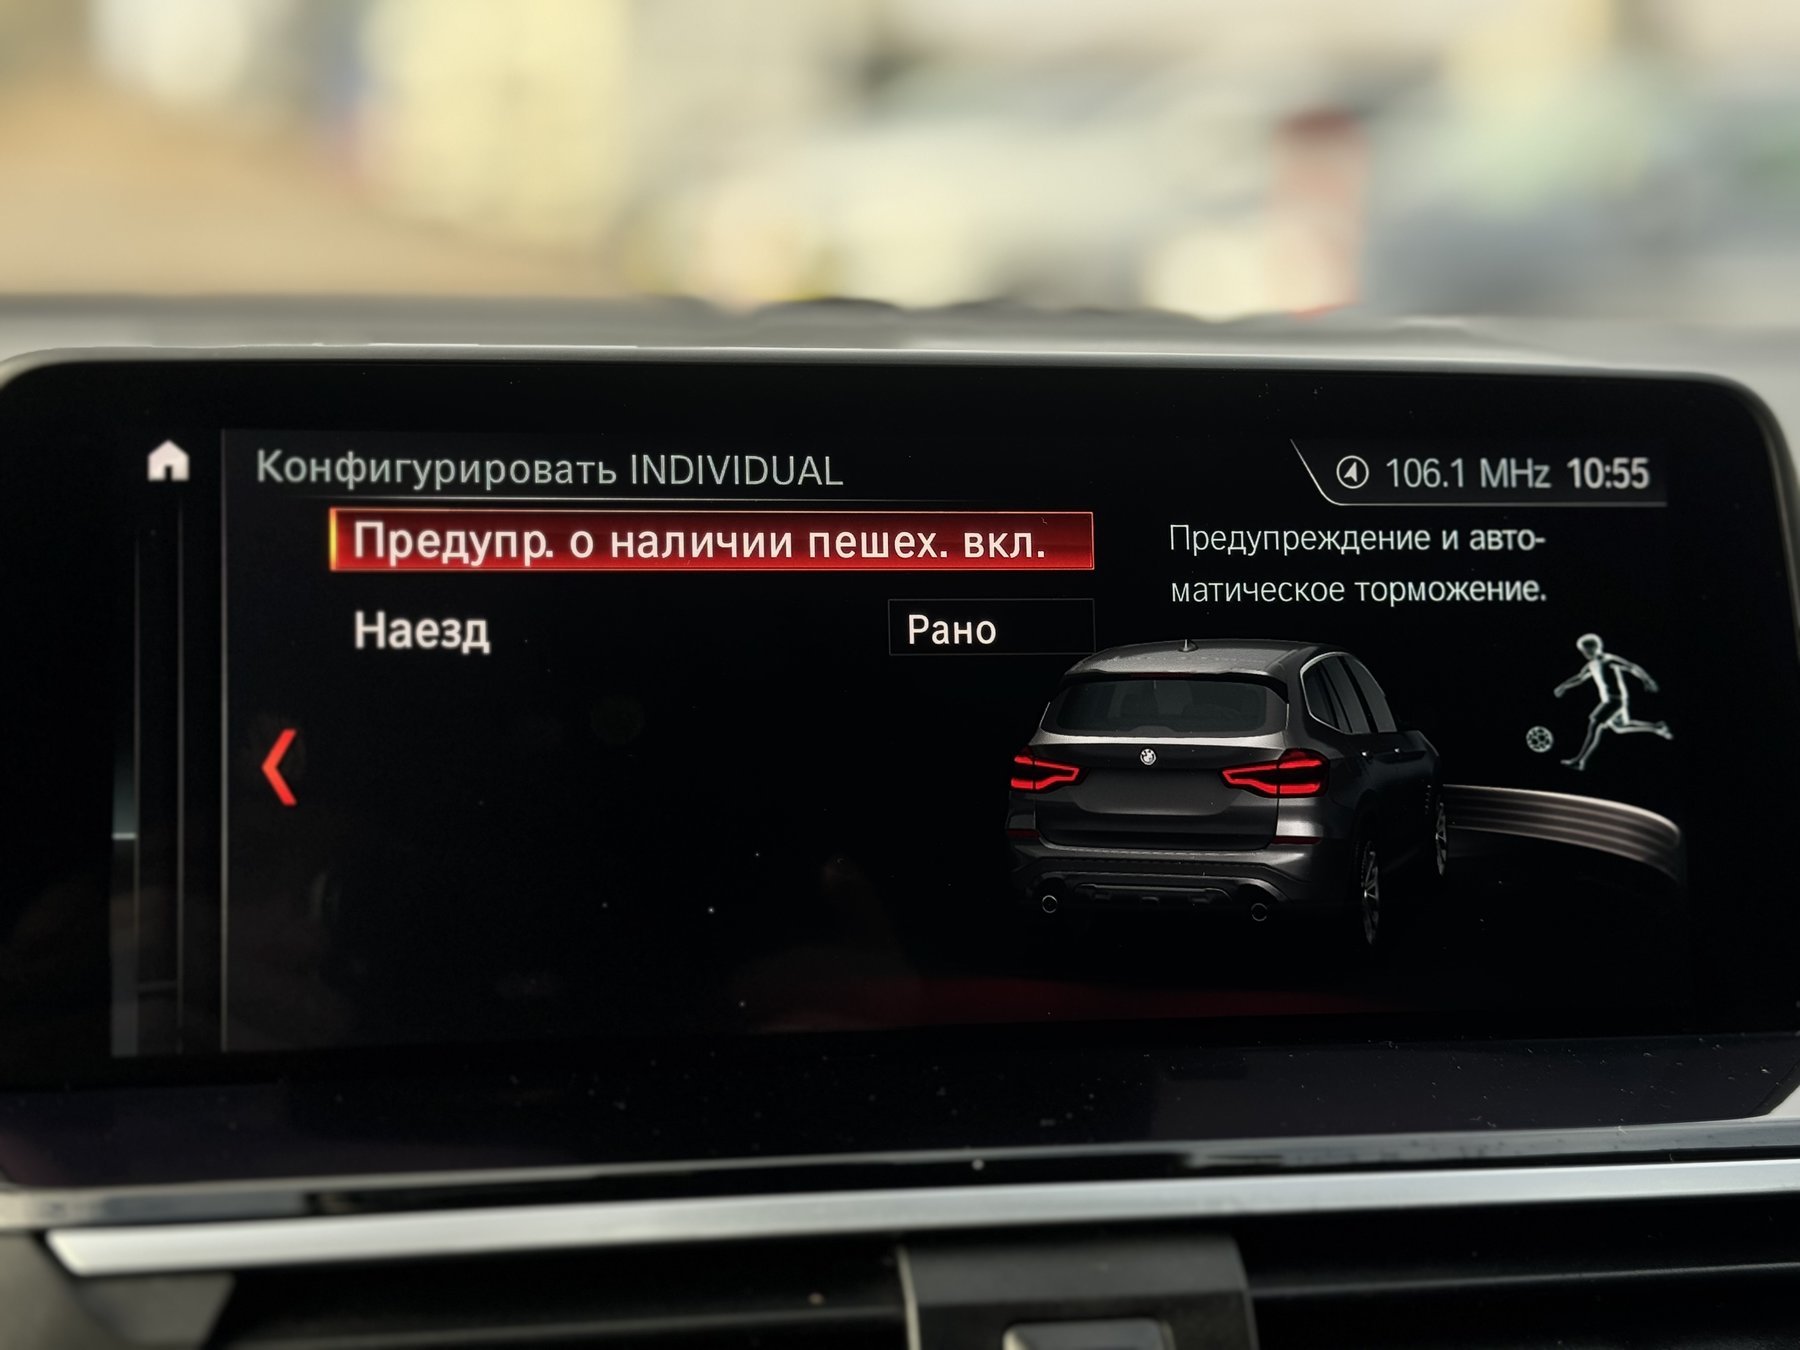 Конфигурировать INDIVIDUAL
106.1 MHz 10:55
Предупр. о наличии пешех. вкл.
Наезд Рано
Предупреждение и авто-
матическое торможение.